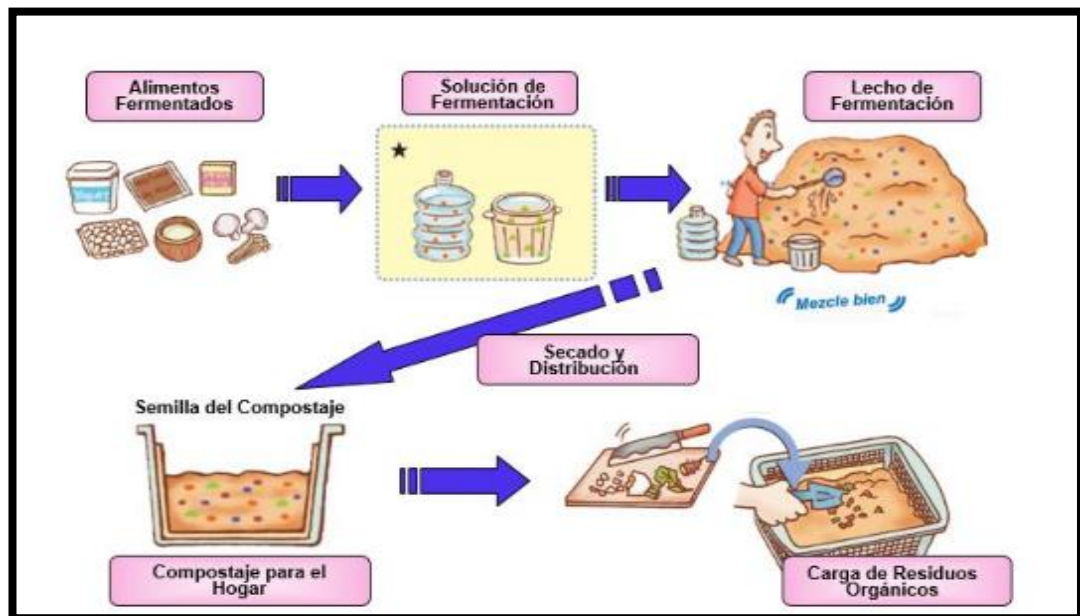 Alimentos
Fermentados
Solución de
Fermentación
Lecho de
Fermentación
Mezcle bien
Secado y
Distribución
Semilla del Compostaje
Compostaje para el
Hogar
Carga de Residuos
Orgánicos